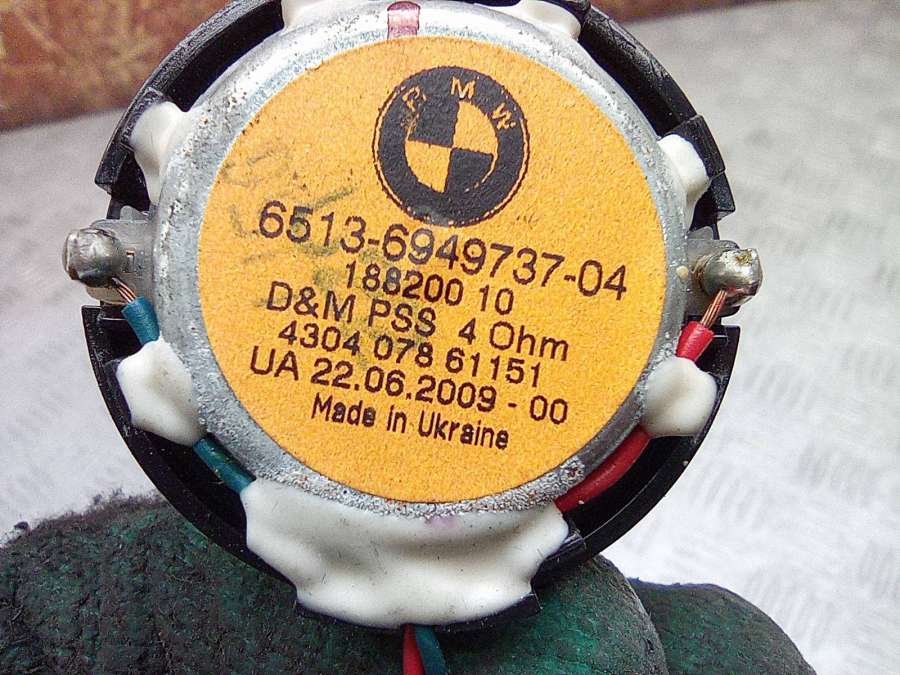 BMW
6513-6949737-04
188200 10
D&M PSS 4 Ohm
4304 078 61151
UA 22.06.2009 - 00
Made in Ukraine